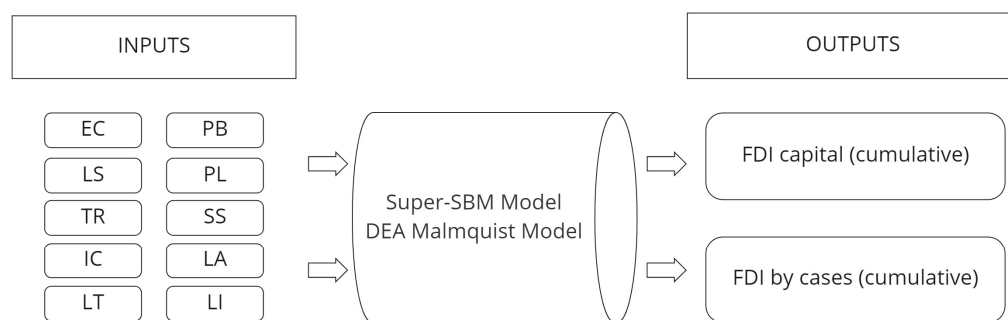 INPUTS
OUTPUTS
EC
PB
LS
PL
TR
SS
IC
LA
LT
LI
Super-SBM Model
DEA Malmquist Model
FDI capital (cumulative)
FDI by cases (cumulative)